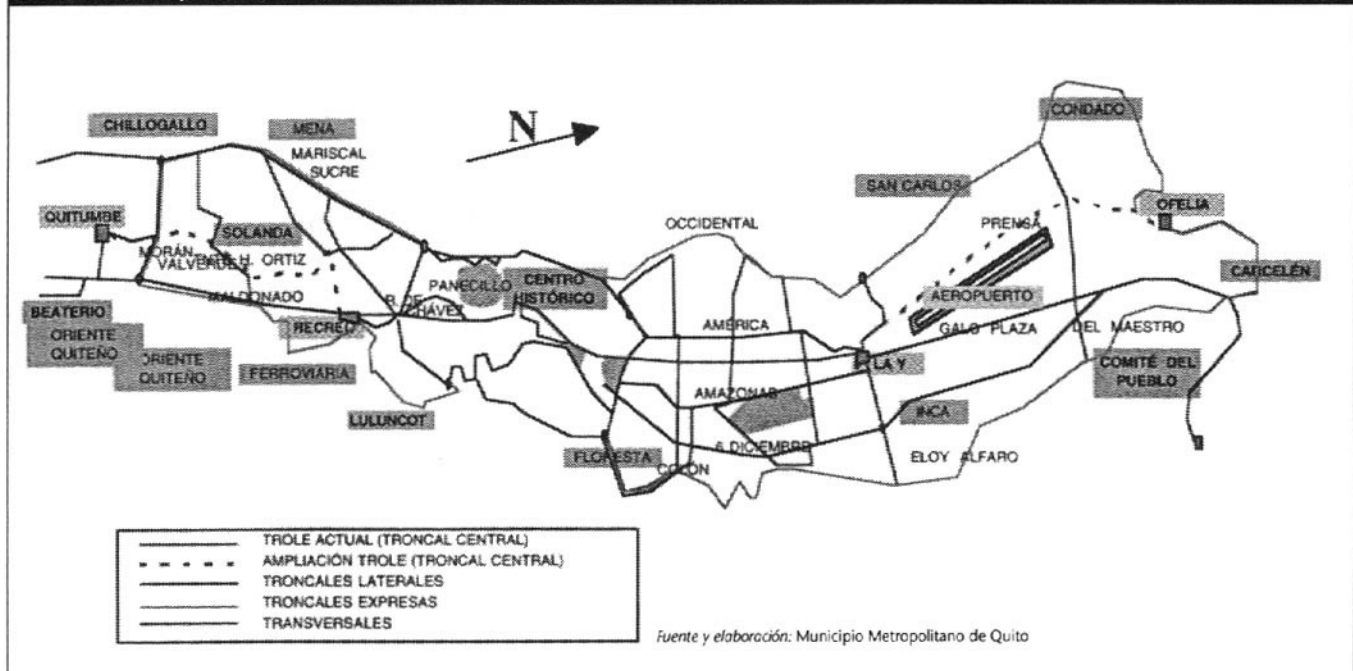 CHILLOGALLO
MENA
MARISCAL
SUCRE
N
CONDADO
SAN CARLOS
OFELIA
QUITUMBE
SOLANDA
OCCIDENTAL
PRENSA
MORÁN
VALVERDE
H. ORTIZ
PANECILLO
CENTRO
HISTÓRICO
CARCELÉN
MALDONADO
R. DE
CHÁVEZ
AEROPUERTO
BEATERIO
RECREO
AMÉRICA
GALO PLAZA
DEL MAESTRO
ORIENTE
QUITEÑO
ORIENTE
QUITEÑO
FERROVIARIA
LA Y
COMITÉ DEL
PUEBLO
LULUNCOT
AMAZONAS
INCA
6 DICIEMBRE
FLORESTA
COLÓN
ELOY ALFARO
TROLE ACTUAL (TRONCAL CENTRAL)
AMPLIACIÓN TROLE (TRONCAL CENTRAL)
TRONCALES LATERALES
TRONCALES EXPRESAS
TRANSVERSALES
Fuente y elaboración: Municipio Metropolitano de Quito